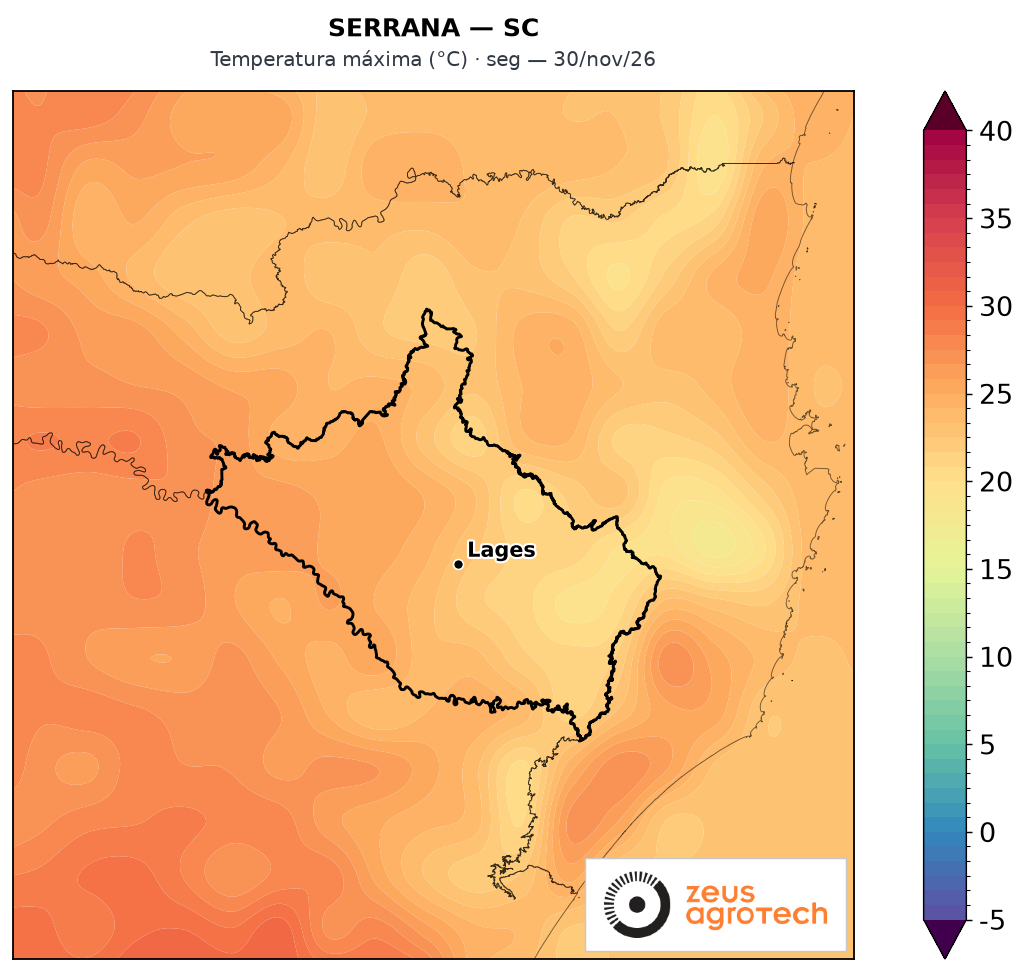 SERRANA — SC
Temperatura máxima (°C) · seg — 30/nov/26
40
35
30
25
20
15
10
5
0
-5
Lages
zeus
agrotech